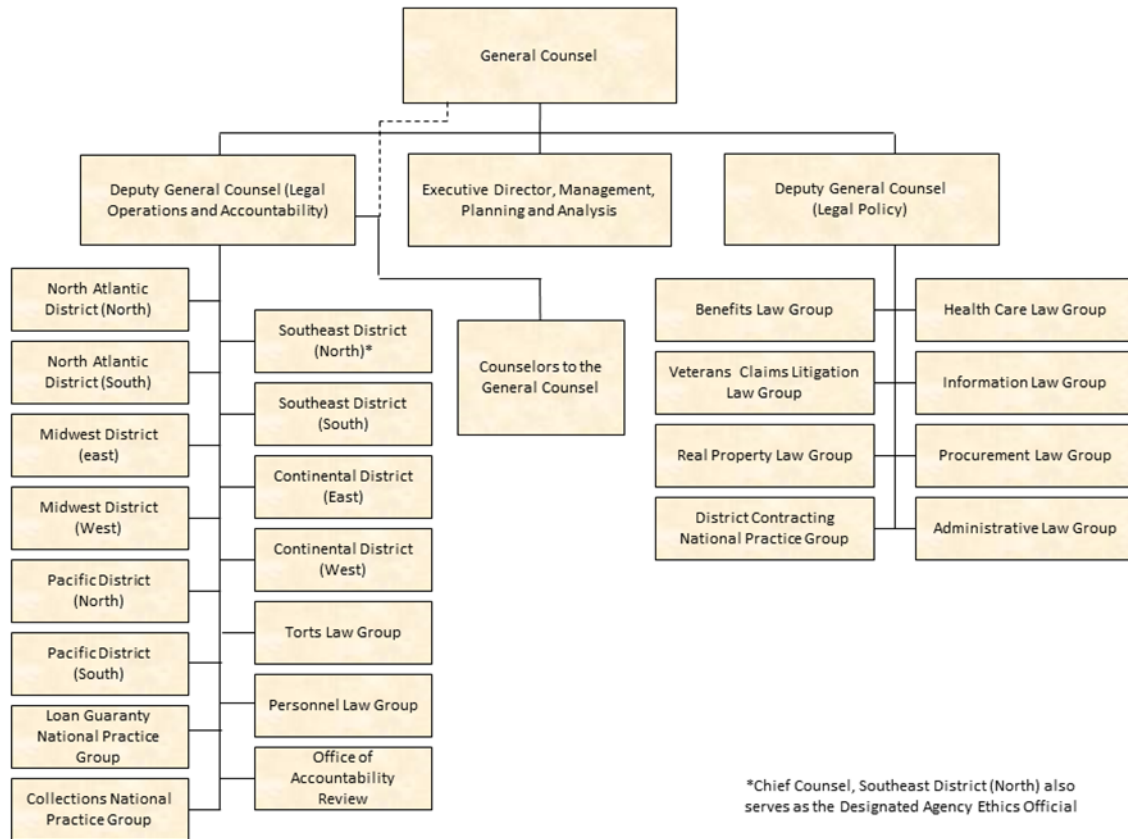 General Counsel
Deputy General Counsel (Legal
Operations and Accountability)
Executive Director, Management,
Planning and Analysis
Deputy General Counsel
(Legal Policy)
North Atlantic
District (North)
North Atlantic
District (South)
Midwest District
(east)
Midwest District
(West)
Pacific District
(North)
Pacific District
(South)
Loan Guaranty
National Practice
Group
Collections National
Practice Group
Southeast District
(North)*
Southeast District
(South)
Continental District
(East)
Continental District
(West)
Torts Law Group
Personnel Law Group
Office of
Accountability
Review
Counselors to the
General Counsel
Benefits Law Group
Veterans Claims Litigation
Law Group
Real Property Law Group
District Contracting
National Practice Group
Health Care Law Group
Information Law Group
Procurement Law Group
Administrative Law Group
*Chief Counsel, Southeast District (North) also
serves as the Designated Agency Ethics Official